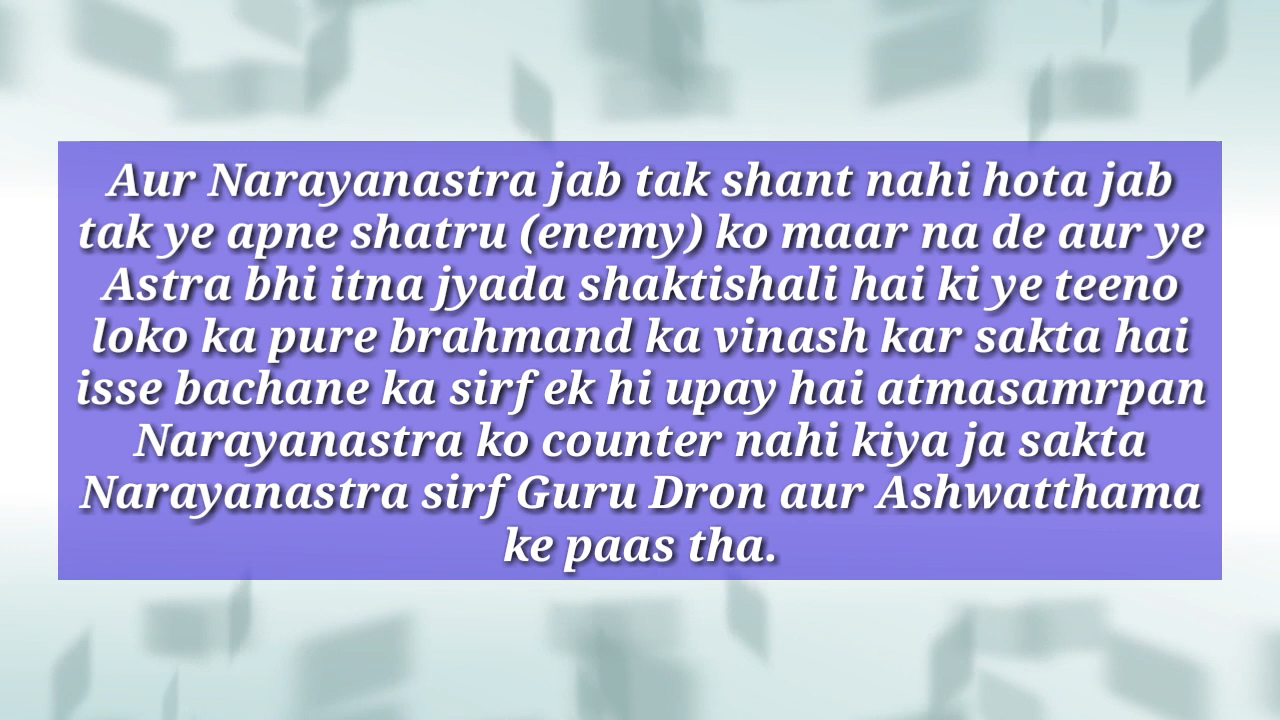 Aur Narayanastra jab tak shant nahi hota jab
tak ye apne shatru (enemy) ko maar na de aur ye
Astra bhi itna jyada shaktishali hai ki ye teeno
loko ka pure brahmand ka vinash kar sakta hai
isse bachane ka sirf ek hi upay hai atmasamrpan
Narayanastra ko counter nahi kiya ja sakta
Narayanastra sirf Guru Dron aur Ashwatthama
ke paas tha.